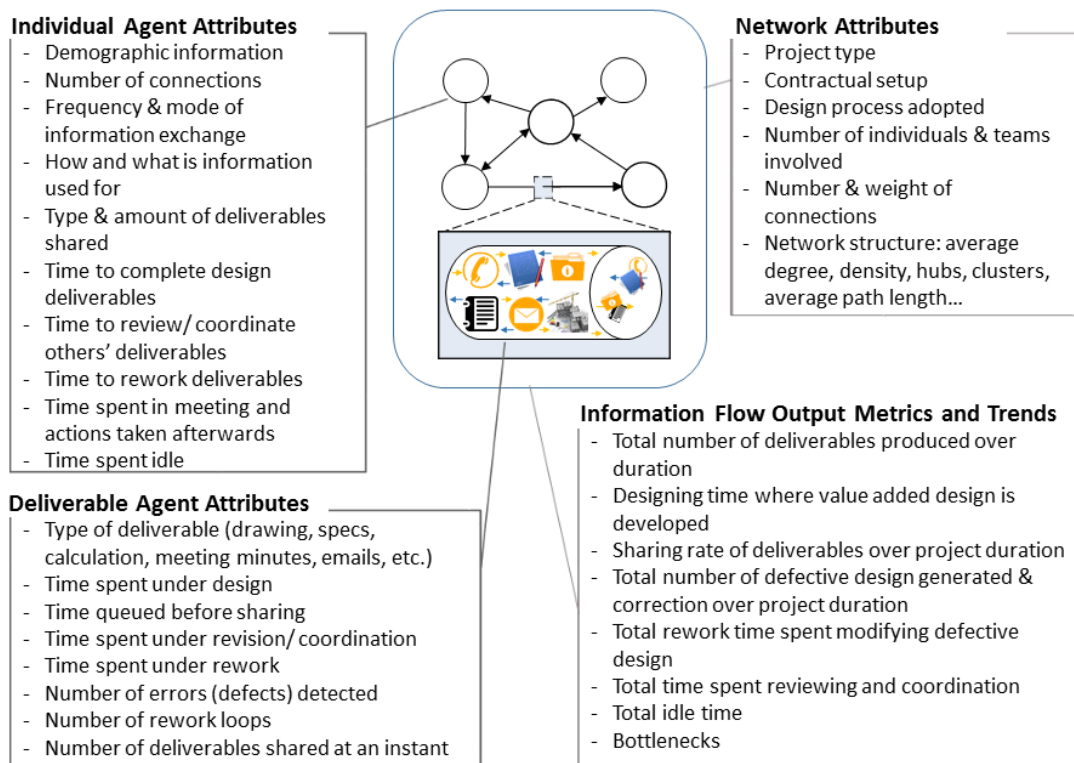 Individual Agent Attributes
- Demographic information
- Number of connections
- Frequency & mode of
information exchange
- How and what is information
used for
- Type & amount of deliverables
shared
- Time to complete design
deliverables
- Time to review/ coordinate
others’ deliverables
- Time to rework deliverables
- Time spent in meeting and
actions taken afterwards
- Time spent idle
Network Attributes
- Project type
- Contractual setup
- Design process adopted
- Number of individuals & teams
involved
- Number & weight of
connections
- Network structure: average
degree, density, hubs, clusters,
average path length…
Deliverable Agent Attributes
- Type of deliverable (drawing, specs,
calculation, meeting minutes, emails, etc.)
- Time spent under design
- Time queued before sharing
- Time spent under revision/ coordination
- Time spent under rework
- Number of errors (defects) detected
- Number of rework loops
- Number of deliverables shared at an instant
Information Flow Output Metrics and Trends
- Total number of deliverables produced over
duration
- Designing time where value added design is
developed
- Sharing rate of deliverables over project duration
- Total number of defective design generated &
correction over project duration
- Total rework time spent modifying defective
design
- Total time spent reviewing and coordination
- Total idle time
- Bottlenecks